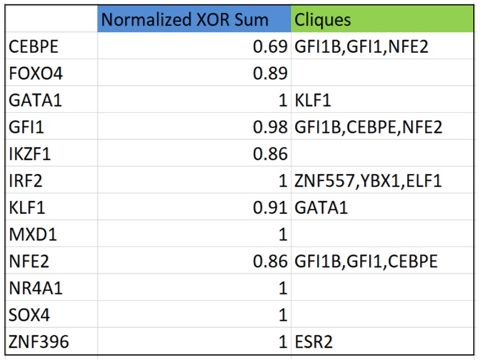 Normalized XOR Sum Cliques
CEBPE 0.69 GFI1B,GFI1,NFE2
FOXO4 0.89
GATA1 1 KLF1
GFI1 0.98 GFI1B,CEBPE,NFE2
IKZF1 0.86
IRF2 1 ZNF557,YBX1,ELF1
KLF1 0.91 GATA1
MXD1 1
NFE2 0.86 GFI1B,GFI1,CEBPE
NR4A1 1
SOX4 1
ZNF396 1 ESR2